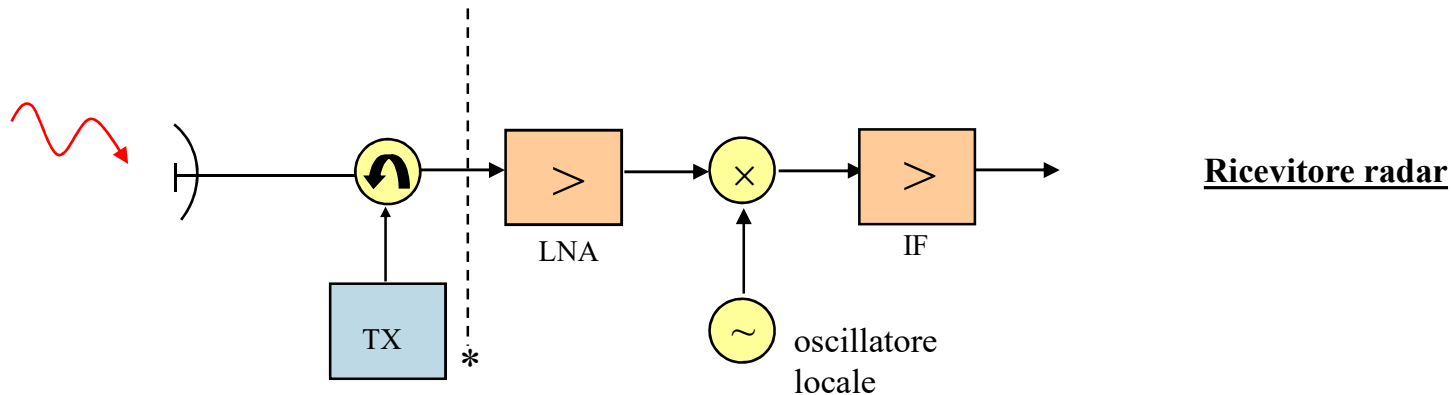 Ricevitore radar
>
×
>
LNA
IF
TX
*
~
oscillatore
locale